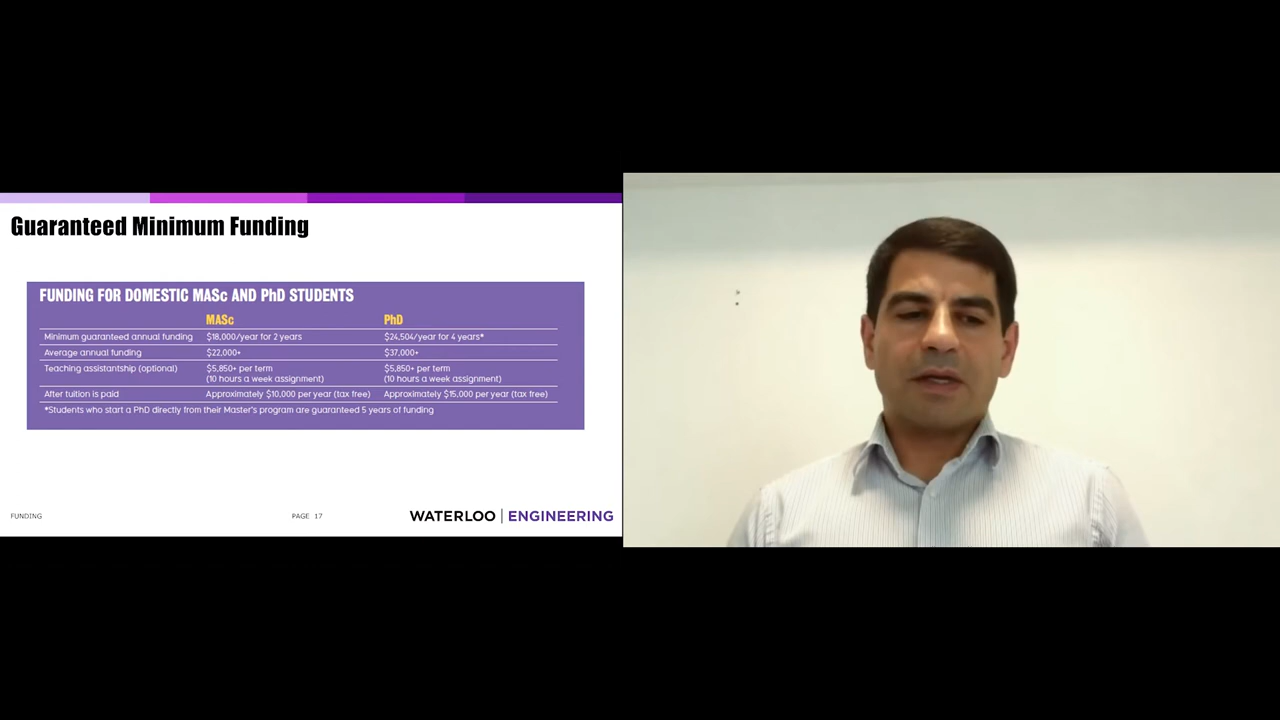 Guaranteed Minimum Funding
FUNDING FOR DOMESTIC MASc AND PhD STUDENTS
MASc PhD
Minimum guaranteed annual funding $18,000/year for 2 years $24,504/year for 4 years*
Average annual funding $22,000+ $37,000+
Teaching assistantship (optional) $5,850+ per term $5,850+ per term
(10 hours a week assignment) (10 hours a week assignment)
After tuition is paid Approximately $10,000 per year (tax free) Approximately $15,000 per year (tax free)
*Students who start a PhD directly from their Master's program are guaranteed 5 years of funding
FUNDING PAGE 17 WATERLOO | ENGINEERING